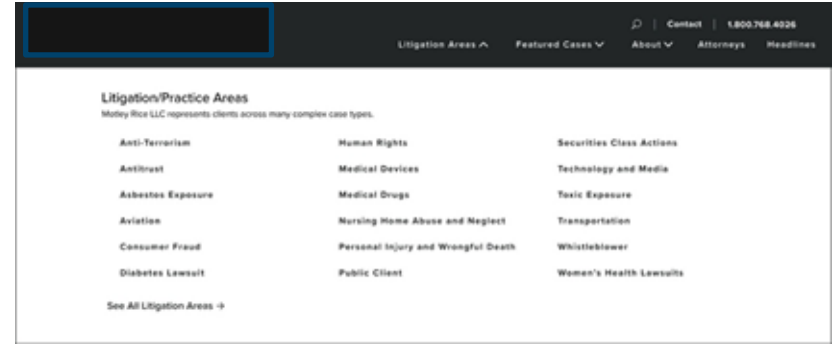 Contact | 1.800.768.4026
Litigation Areas Featured Cases About Attorneys Headlines
Litigation/Practice Areas
Motley Rice LLC represents clients across many complex case types.
Anti-Terrorism Human Rights Securities Class Actions
Antitrust Medical Devices Technology and Media
Asbestos Exposure Medical Drugs Toxic Exposure
Aviation Nursing Home Abuse and Neglect Transportation
Consumer Fraud Personal Injury and Wrongful Death Whistleblower
Diabetes Lawsuit Public Client Women's Health Lawsuits
See All Litigation Areas →